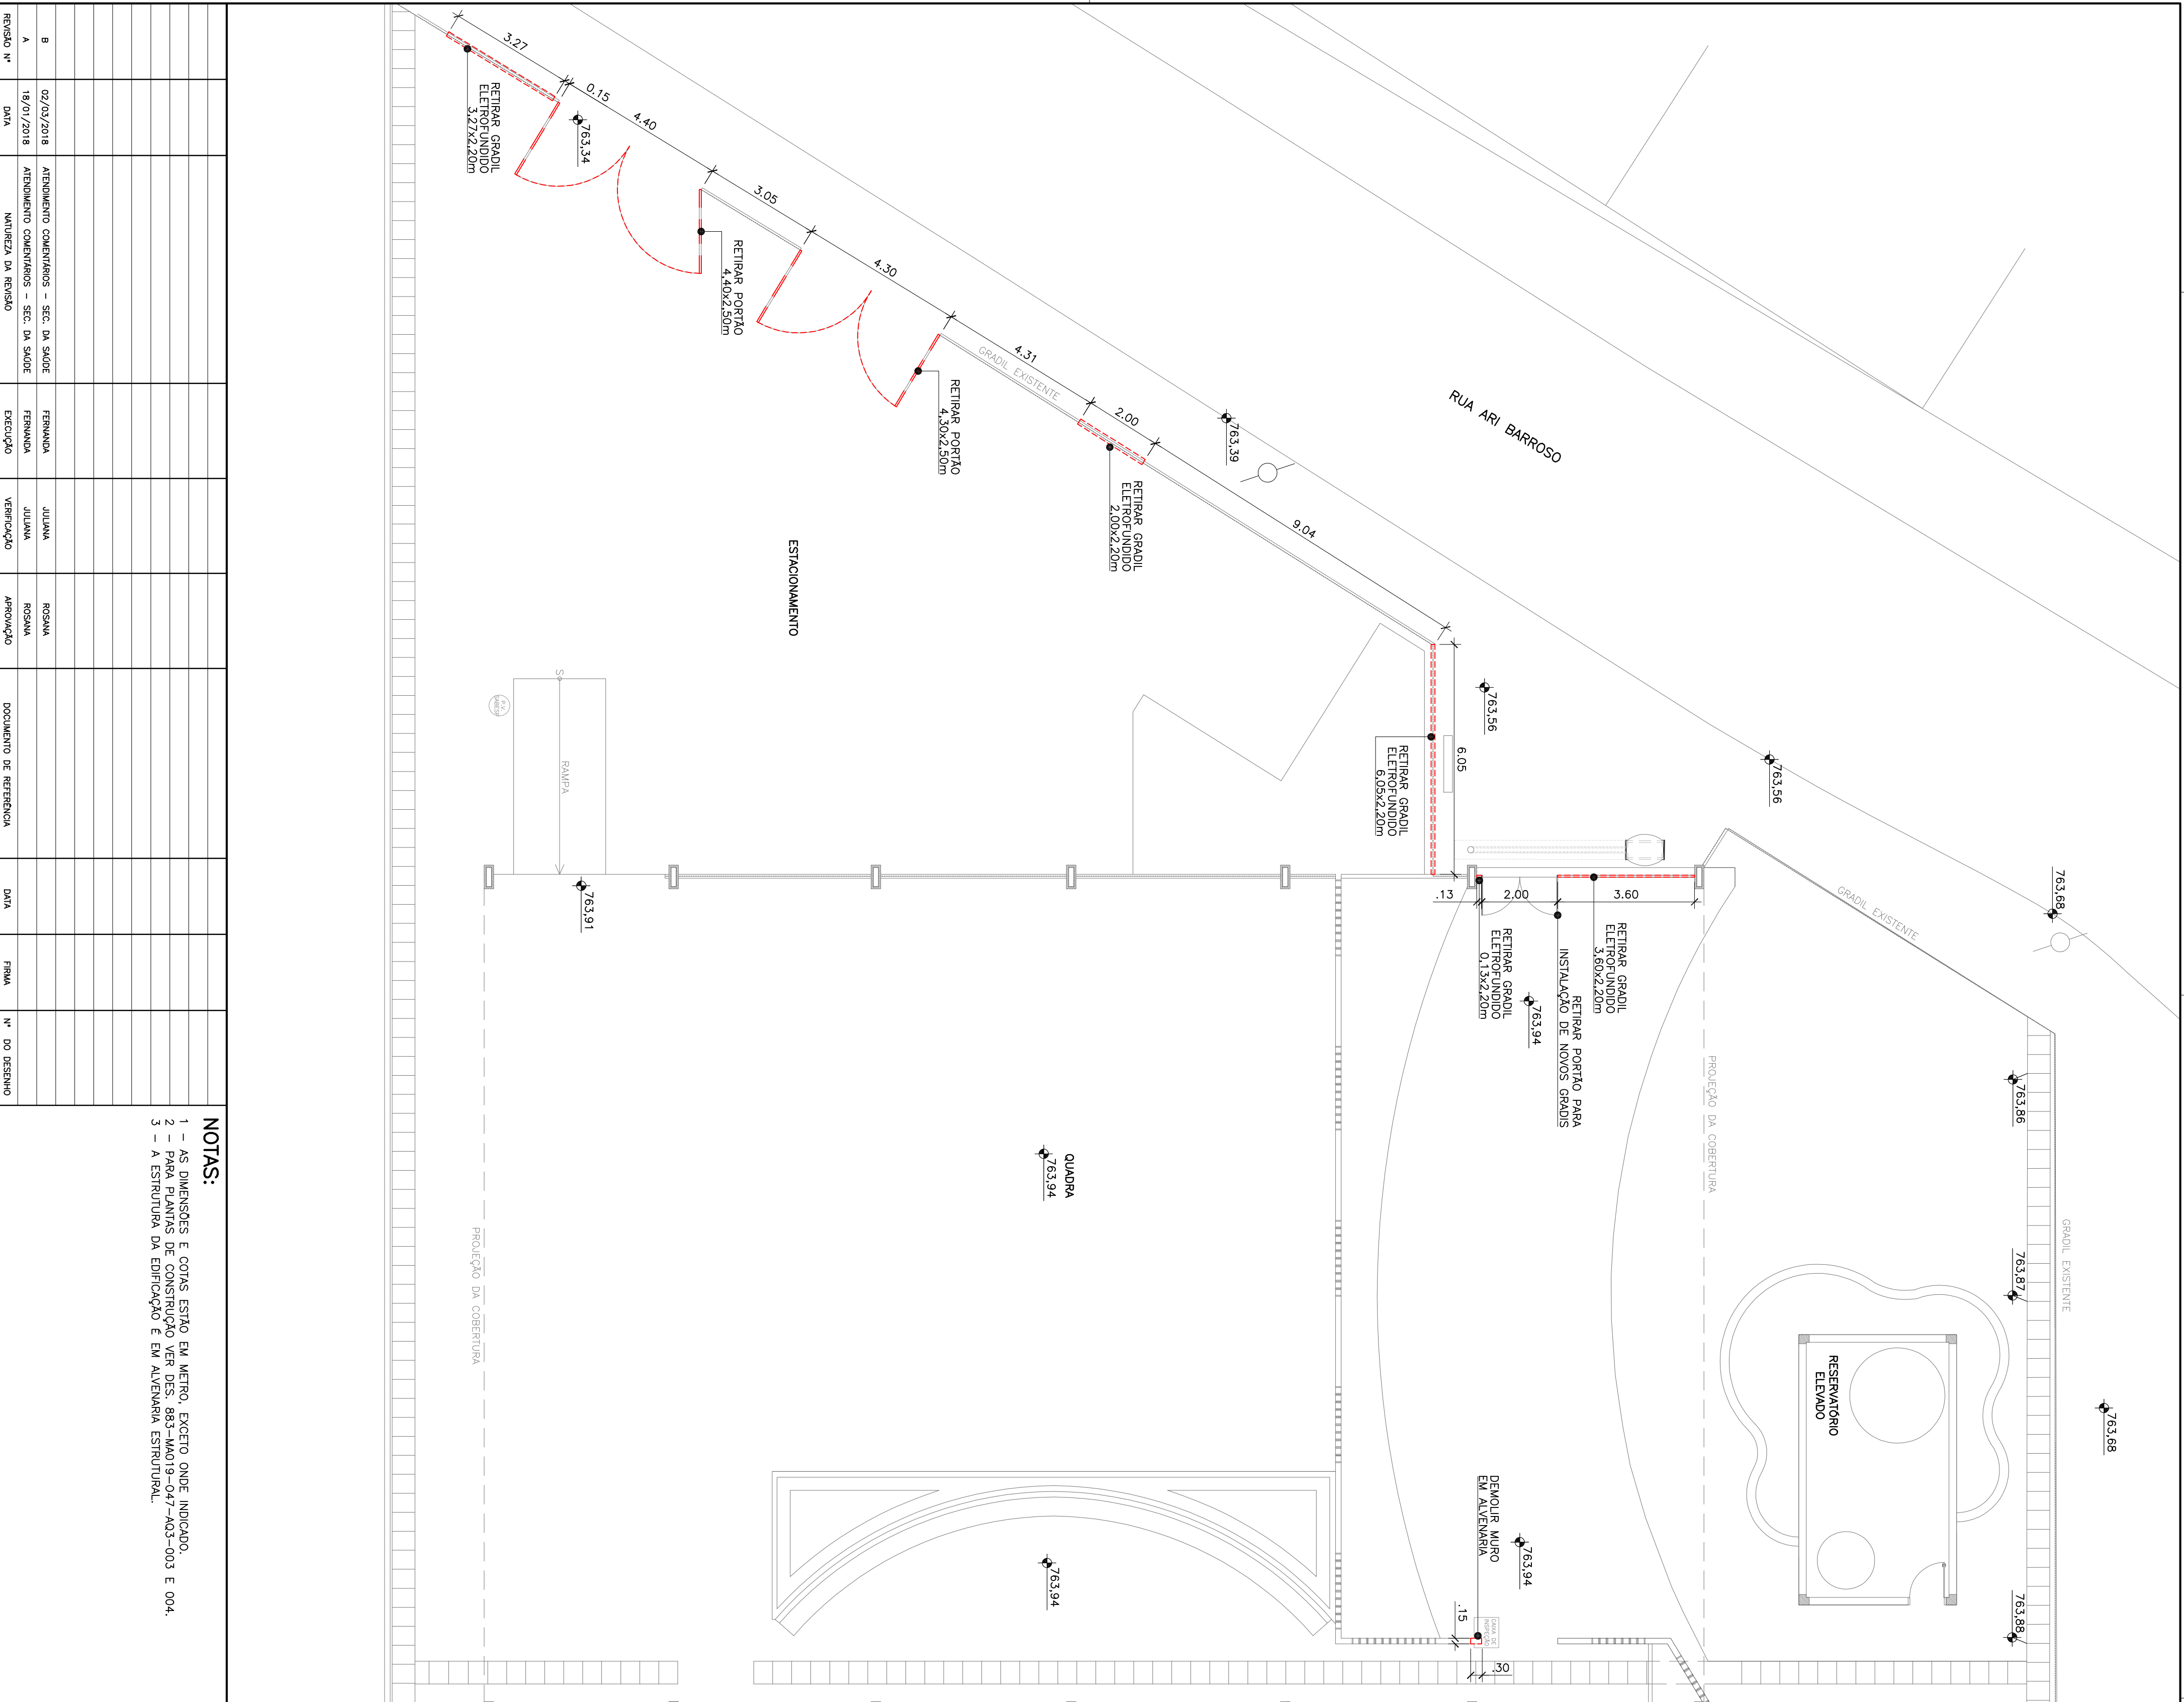 RUA ARI BARROSO
3.27
0.15
4.40
3.05
4.30
4.31
2.00
9.04
6.05
763,34
763,39
763,56
763,56
763,68
763,68
RETIRAR GRADIL
ELETROFUNDIDO
3,27x2,20m
RETIRAR PORTÃO
4,40x2,50m
RETIRAR PORTÃO
4,30x2,50m
GRADIL EXISTENTE
RETIRAR GRADIL
ELETROFUNDIDO
2,00x2,20m
RETIRAR GRADIL
ELETROFUNDIDO
6,05x2,20m
ESTACIONAMENTO
S
RAMPA
P.V.
SABESP
763,91
.13
2.00
3.60
RETIRAR GRADIL
ELETROFUNDIDO
3,60x2,20m
RETIRAR PORTÃO PARA
INSTALAÇÃO DE NOVOS GRADIS
RETIRAR GRADIL
ELETROFUNDIDO
0,13x2,20m
763,94
GRADIL EXISTENTE
PROJEÇÃO DA COBERTURA
763,86
763,87
763,88
GRADIL EXISTENTE
RESERVATÓRIO
ELEVADO
QUADRA
763,94
763,94
763,94
DEMOLIR MURO
EM ALVENARIA
CAIXA DE
INSPEÇÃO
.15
.30
PROJEÇÃO DA COBERTURA
NOTAS:
1 - AS DIMENSÕES E COTAS ESTÃO EM METRO, EXCETO ONDE INDICADO.
2 - PARA PLANTAS DE CONSTRUÇÃO VER DES. 883-MA019-047-AQ3-003 E 004.
3 - A ESTRUTURA DA EDIFICAÇÃO É EM ALVENARIA ESTRUTURAL.
B 02/03/2018 ATENDIMENTO COMENTÁRIOS - SEC. DA SAÚDE FERNANDA JULIANA ROSANA
A 18/01/2018 ATENDIMENTO COMENTÁRIOS - SEC. DA SAÚDE FERNANDA JULIANA ROSANA
REVISÃO Nº DATA NATUREZA DA REVISÃO EXECUÇÃO VERIFICAÇÃO APROVAÇÃO DOCUMENTO DE REFERÊNCIA DATA FIRMA Nº DO DESENHO